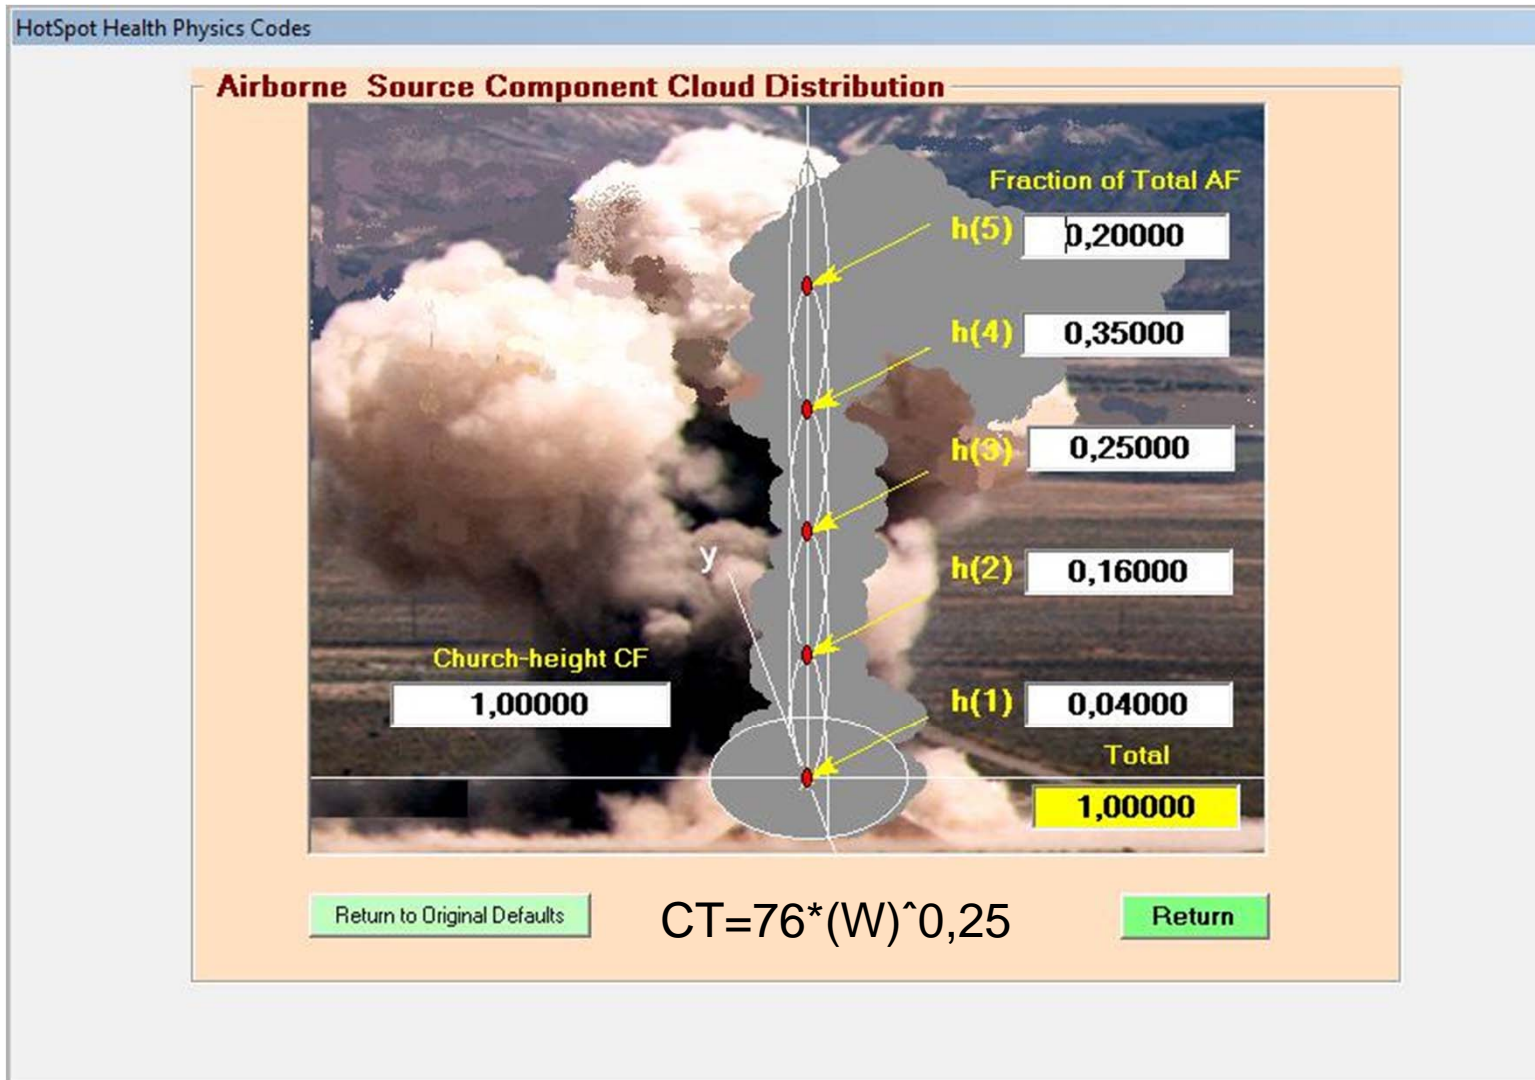 HotSpot Health Physics Codes
Airborne Source Component Cloud Distribution
Fraction of Total AF
h(5) 0,20000
h(4) 0,35000
h(3) 0,25000
y
h(2) 0,16000
Church-height CF
1,00000
h(1) 0,04000
Total
1,00000
Return to Original Defaults
CT=76*(W)^0,25
Return